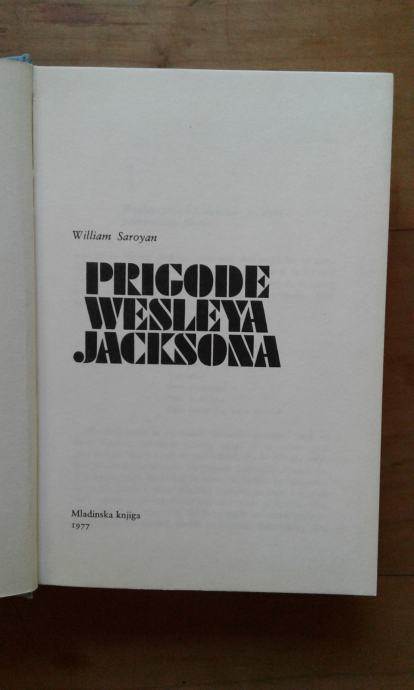 William Saroyan
PRIGODE
WESLEYA
JACKSONA
Mladinska knjiga
1977